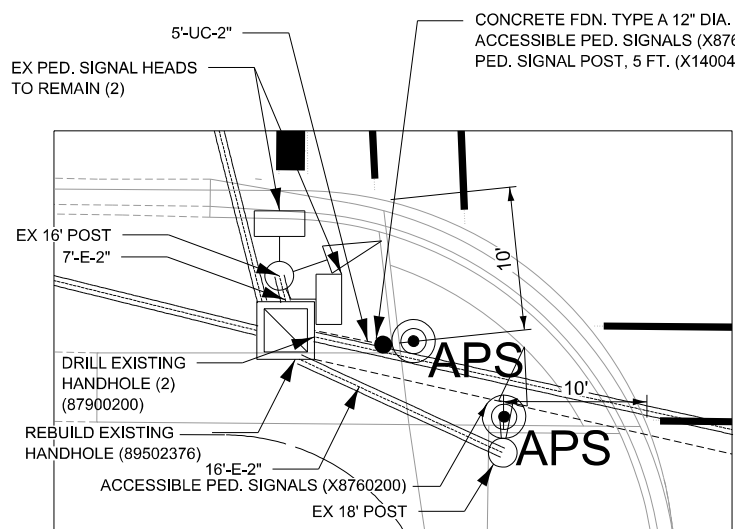 5'-UC-2"
CONCRETE FDN. TYPE A 12" DIA.
ACCESSIBLE PED. SIGNALS (X876
PED. SIGNAL POST, 5 FT. (X14004
EX PED. SIGNAL HEADS
TO REMAIN (2)
EX 16' POST
7'-E-2"
10'
APS
DRILL EXISTING
HANDHOLE (2)
(87900200)
10'
REBUILD EXISTING
HANDHOLE (89502376)
APS
16'-E-2"
ACCESSIBLE PED. SIGNALS (X8760200)
EX 18' POST